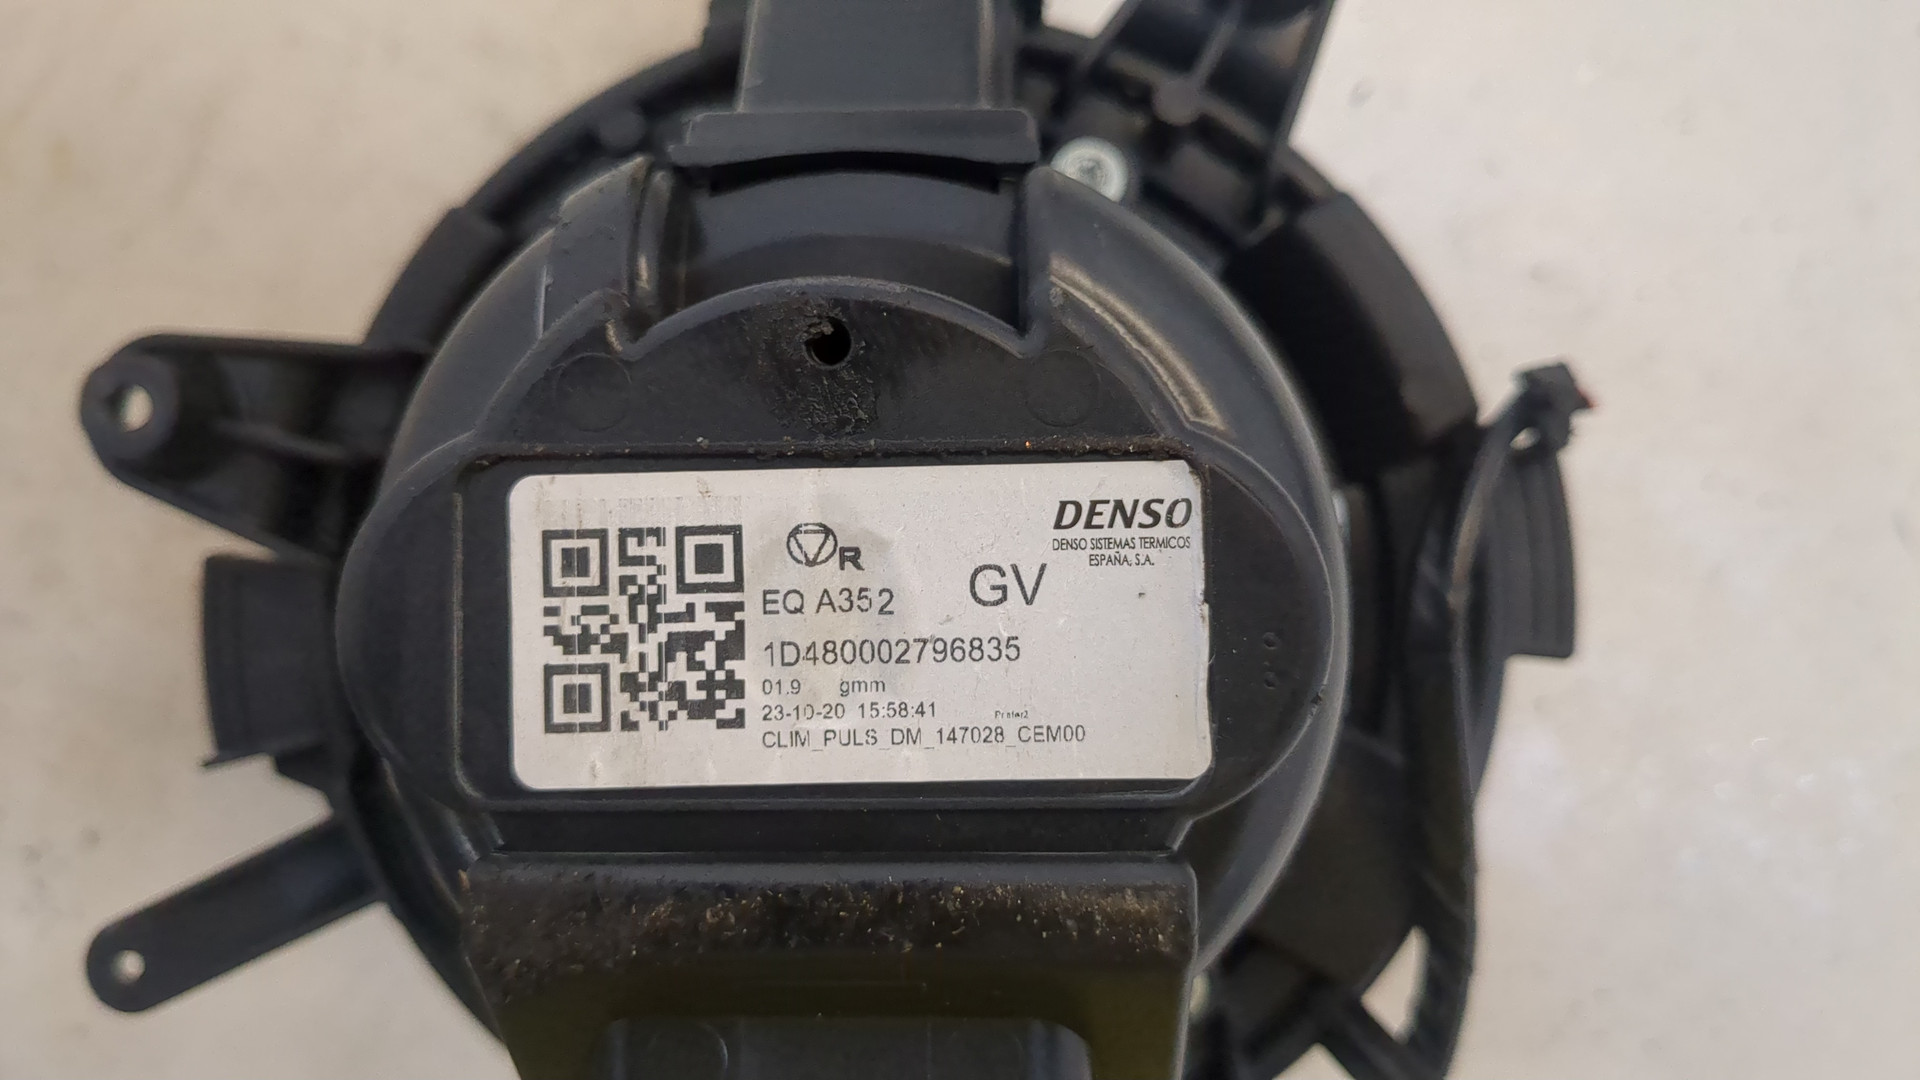 DENSO
DENSO SISTEMAS TERMICOS
ESPAÑA, S.A.
R
EQ A352
GV
1D480002796835
01.9 gmm
23-10-20 15:58:41
Printer2
CLIM_PULS_DM_147028_CEM00